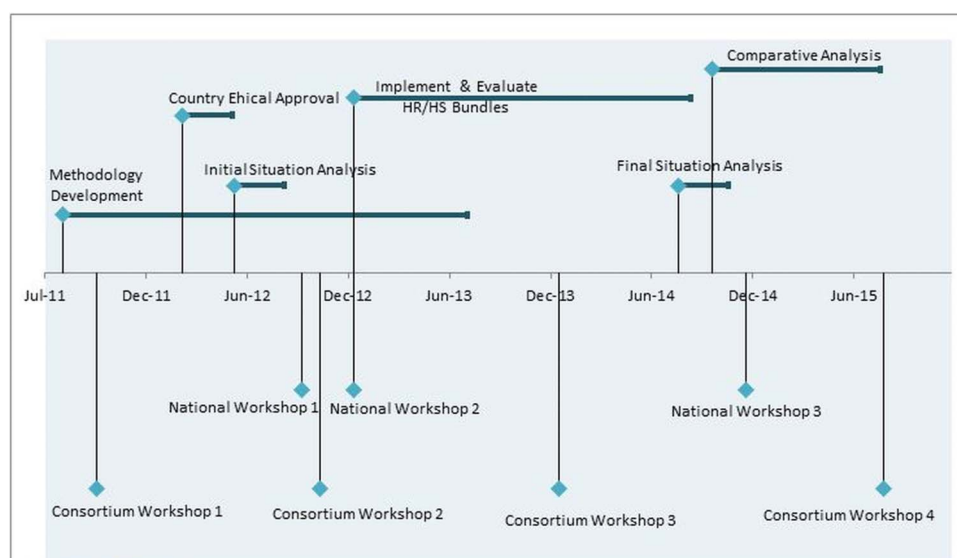 Comparative Analysis
Implement & Evaluate
HR/HS Bundles
Country Ehical Approval
Initial Situation Analysis
Final Situation Analysis
Methodology
Development
Jul-11 Dec-11 Jun-12 Dec-12 Jun-13 Dec-13 Jun-14 Dec-14 Jun-15
National Workshop 1 National Workshop 2 National Workshop 3
Consortium Workshop 1 Consortium Workshop 2 Consortium Workshop 3 Consortium Workshop 4